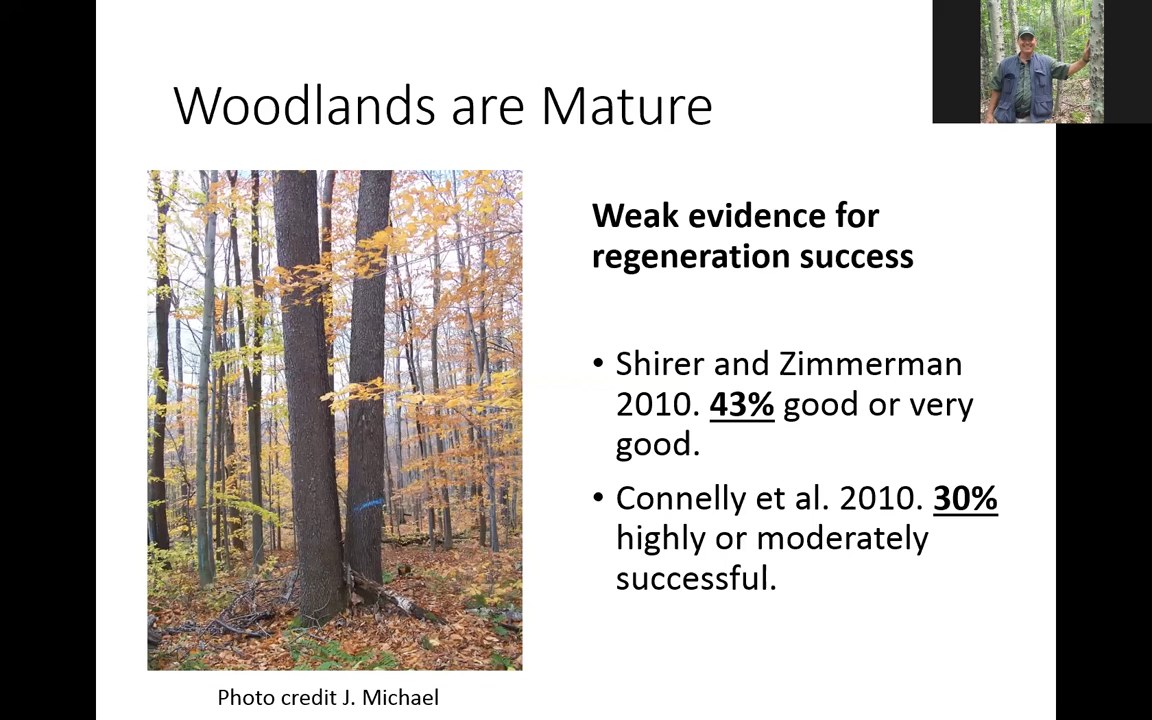 Woodlands are Mature
Weak evidence for
regeneration success
• Shirer and Zimmerman
2010. 43% good or very
good.
• Connelly et al. 2010. 30%
highly or moderately
successful.
Photo credit J. Michael